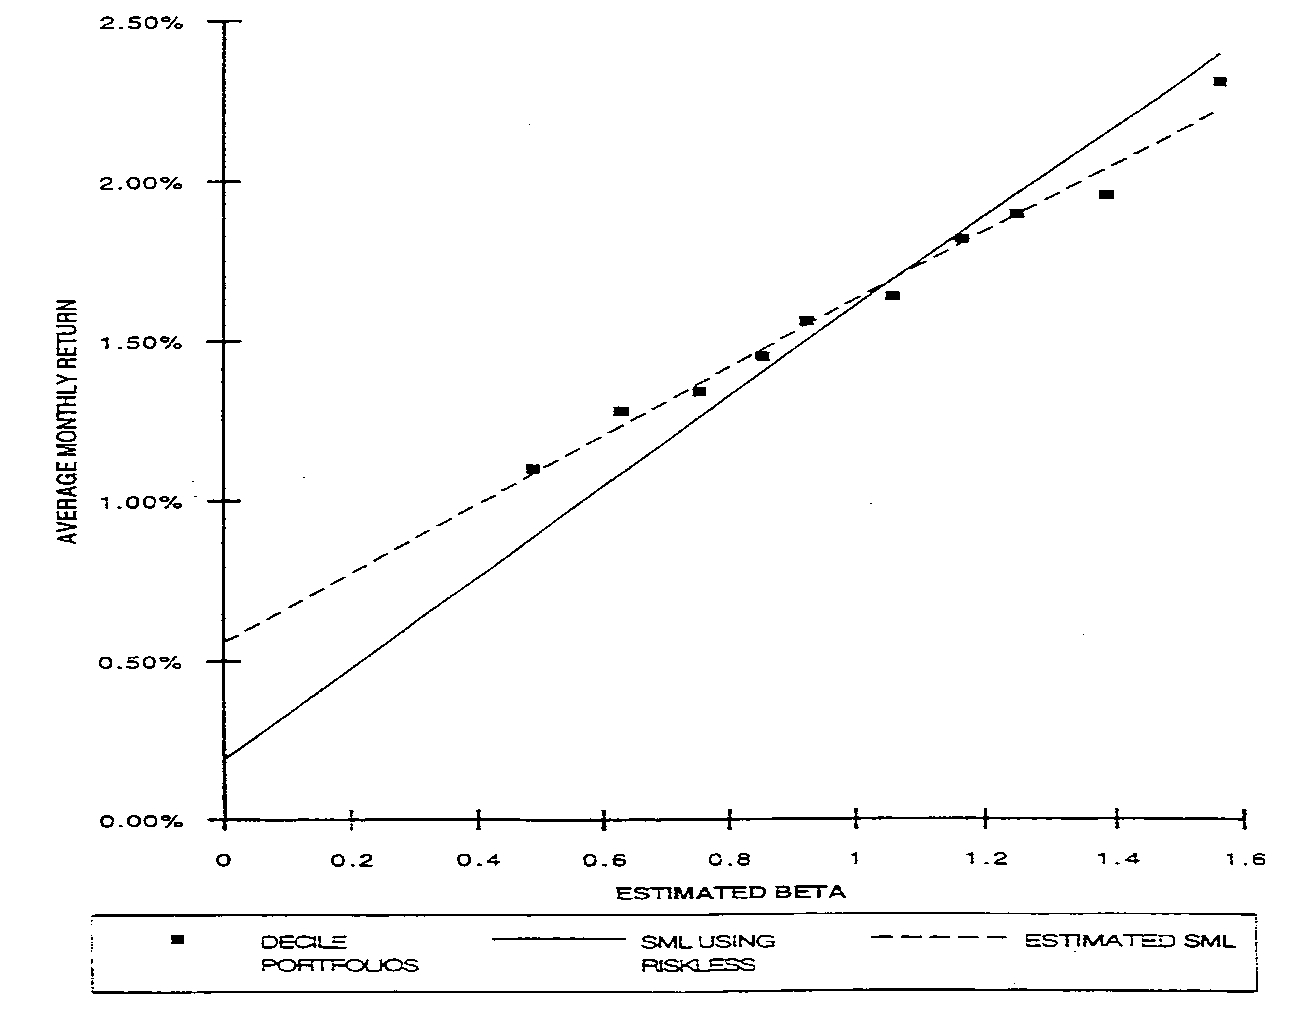 2.50%
2.00%
1.50%
1.00%
0.50%
0.00%
AVERAGE MONTHLY RETURN
0 0.2 0.4 0.6 0.8 1 1.2 1.4 1.6
ESTIMATED BETA
DECILE PORTFOLIOS
SML USING RISKLESS
ESTIMATED SML